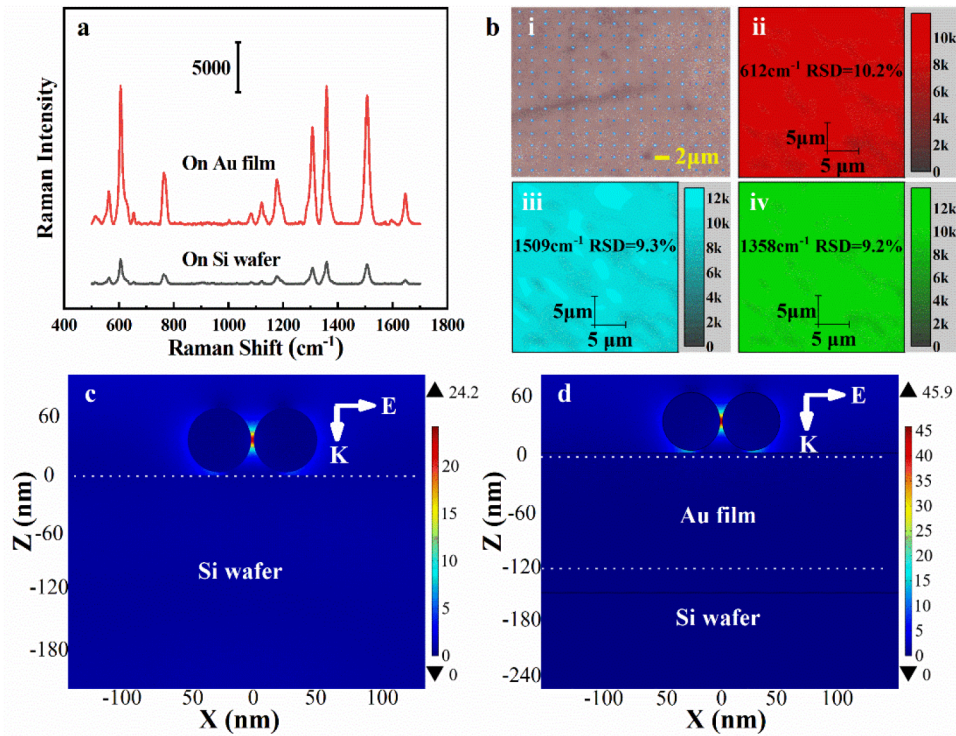 a
5000
On Au film
On Si wafer
Raman Intensity
400 600 800 1000 1200 1400 1600 1800
Raman Shift (cm⁻¹)
b
i
2μm
ii
612cm⁻¹ RSD=10.2%
5μm
5 μm
10k
8k
6k
4k
2k
0
iii
1509cm⁻¹ RSD=9.3%
5μm
5 μm
12k
10k
8k
6k
4k
2k
0
iv
1358cm⁻¹ RSD=9.2%
5μm
5 μm
12k
10k
8k
6k
4k
2k
0
c
E
K
Si wafer
60
0
-60
-120
-180
Z (nm)
-100 -50 0 50 100
X (nm)
24.2
20
15
10
5
0
0
d
E
K
Au film
Si wafer
60
0
-60
-120
-180
-240
Z (nm)
-100 -50 0 50 100
X (nm)
45.9
45
40
35
30
25
20
15
10
5
0
0